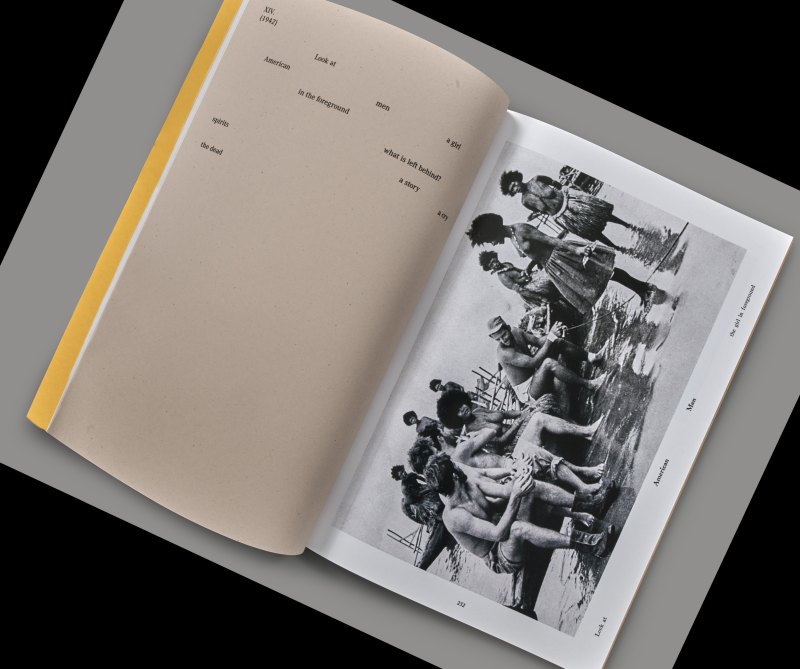 XIV.
(1942)
Look at
American
men
in the foreground
a girl
spirits
what is left behind?
the dead
a story
a cry
232
Look at
American
Men
the girl in foreground